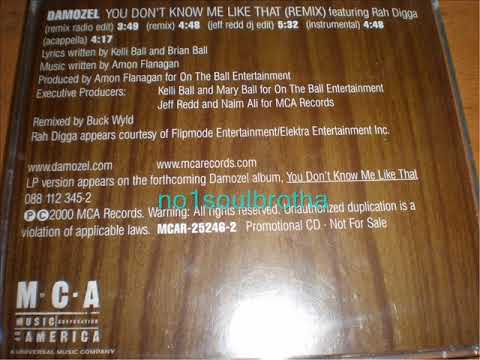 DAMOZEL YOU DON'T KNOW ME LIKE THAT (REMIX) featuring Rah Digga
(remix radio edit) 3:49 (remix) 4:48 (jeff redd dj edit) 5:32 (instrumental) 4:48
(acappella) 4:17
Lyrics written by Kelli Ball and Brian Ball
Music written by Amon Flanagan
Produced by Amon Flanagan for On The Ball Entertainment
Executive Producers: Kelli Ball and Mary Ball for On The Ball Entertainment
Jeff Redd and Naim Ali for MCA Records
Remixed by Buck Wyld
Rah Digga appears courtesy of Flipmode Entertainment/Elektra Entertainment Inc.
www.damozel.com www.mcarecords.com
LP version appears on the forthcoming Damozel album, You Don't Know Me Like That
088 112 345-2
no1soulbrotha
℗©2000 MCA Records. Warning: All rights reserved. Unauthorized duplication is a
violation of applicable laws. MCAR-25246-2 Promotional CD - Not For Sale
M·C·A
MUSIC CORPORATION
OF AMERICA
A UNIVERSAL MUSIC COMPANY